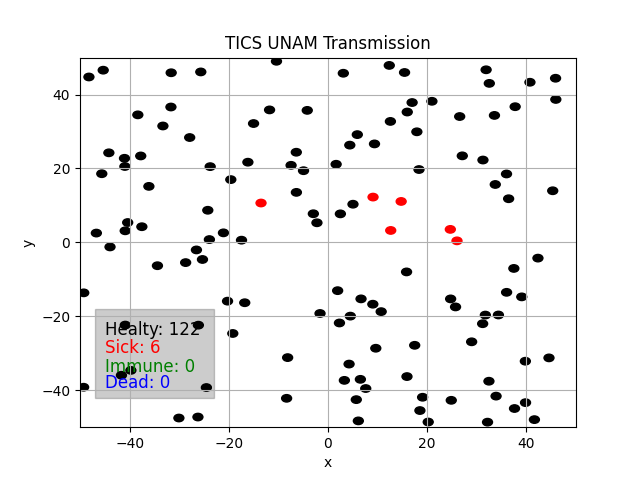 TICS UNAM Transmission
y
40
20
0
−20
−40
Healty: 122
Sick: 6
Immune: 0
Dead: 0
−40 −20 0 20 40
x